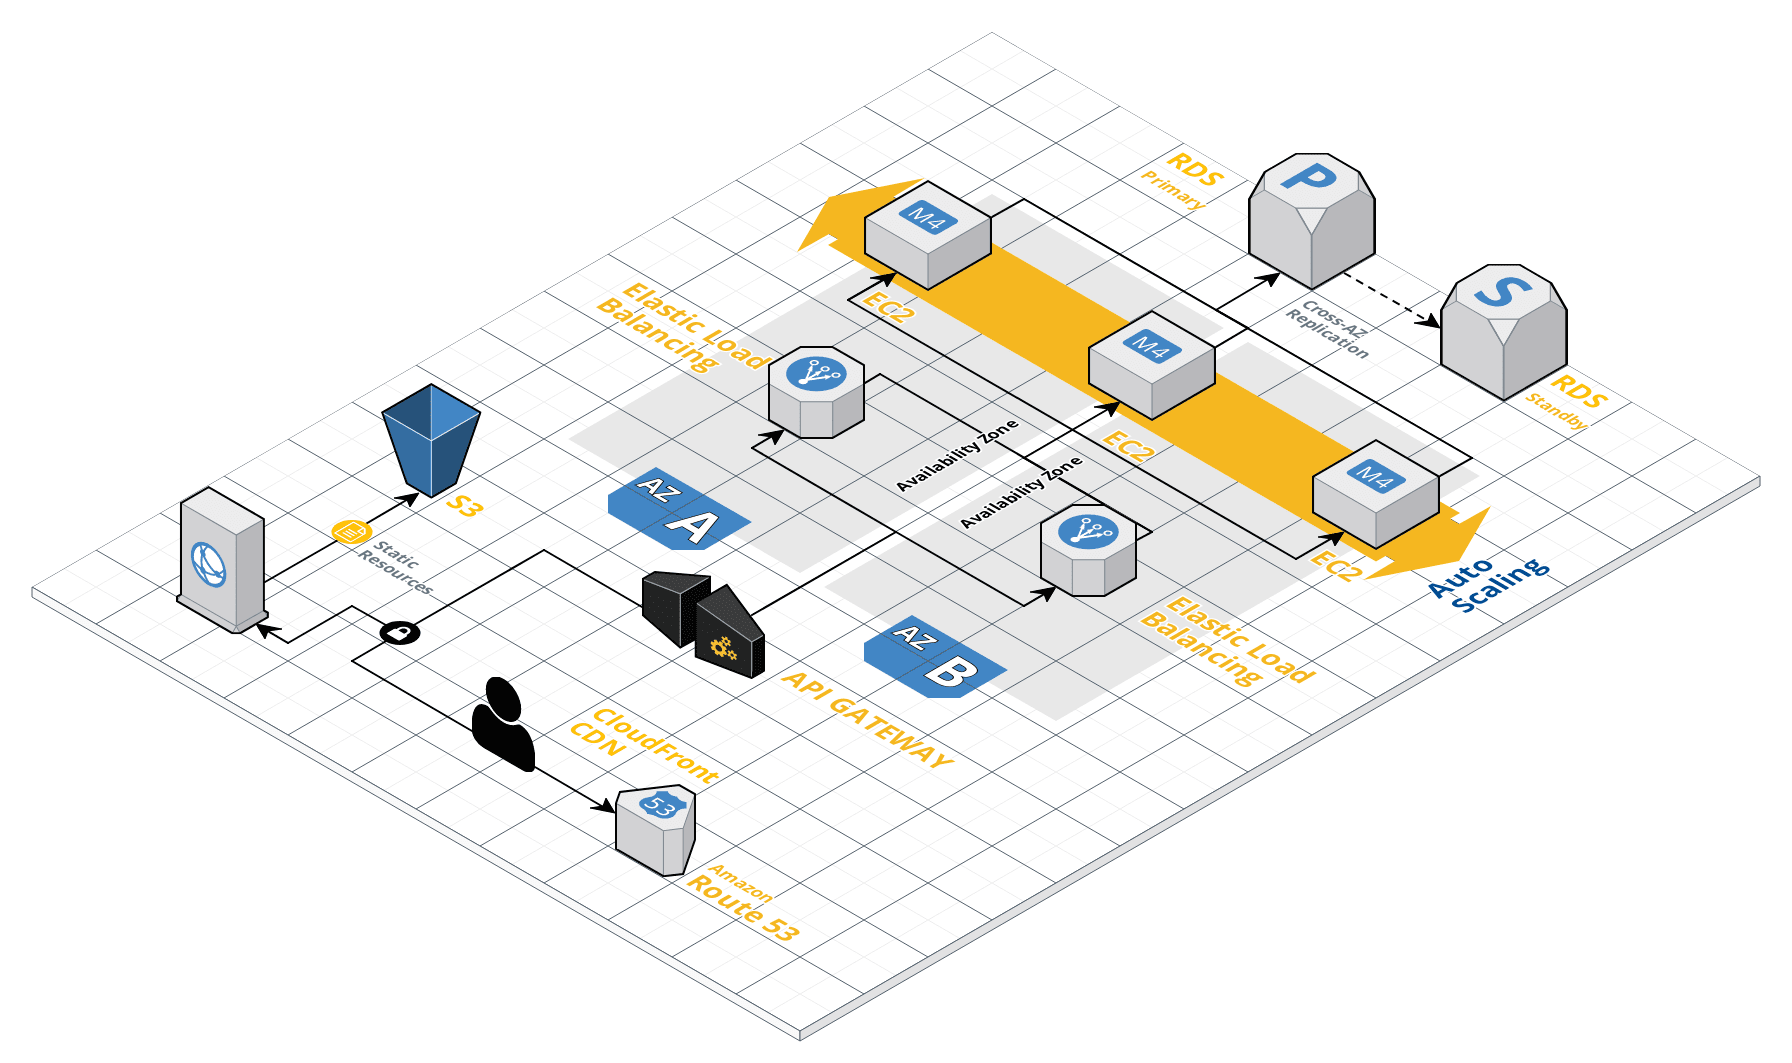 RDS
Primary
P
M4
S
Elastic Load
Balancing
EC2
Cross-AZ
Replication
M4
RDS
Standby
Availability Zone
EC2
M4
Availability Zone
AZ
A
S3
Static
Resources
EC2
Auto
Scaling
AZ
B
Elastic Load
Balancing
API GATEWAY
CloudFront
CDN
53
Amazon
Route 53